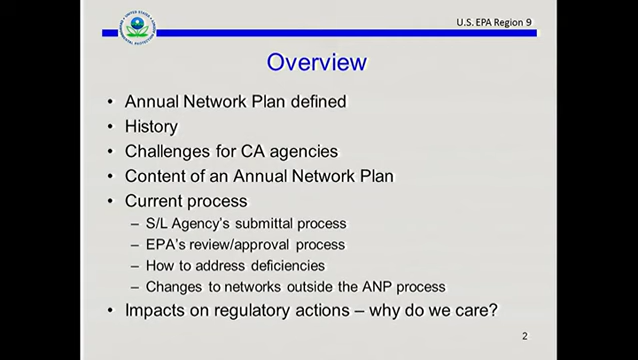 U.S. EPA Region 9
Overview
• Annual Network Plan defined
• History
• Challenges for CA agencies
• Content of an Annual Network Plan
• Current process
– S/L Agency's submittal process
– EPA's review/approval process
– How to address deficiencies
– Changes to networks outside the ANP process
• Impacts on regulatory actions – why do we care?
2